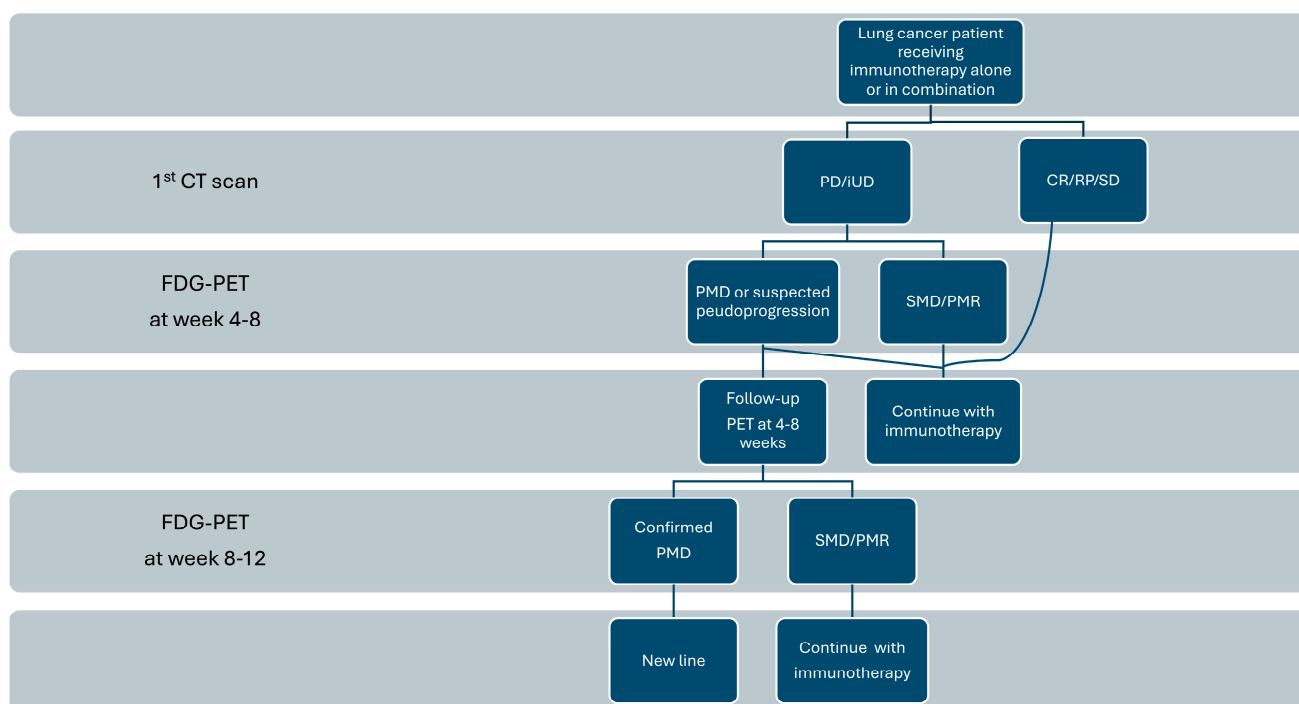 Lung cancer patient
receiving
immunotherapy alone
or in combination
1st CT scan
PD/iUD
CR/RP/SD
FDG-PET
at week 4-8
PMD or suspected
peudoprogression
SMD/PMR
Follow-up
PET at 4-8
weeks
Continue with
immunotherapy
FDG-PET
at week 8-12
Confirmed
PMD
SMD/PMR
New line
Continue with
immunotherapy